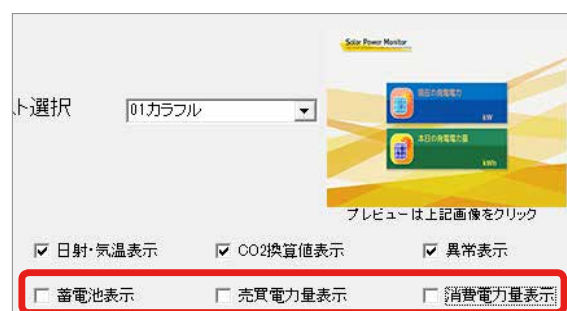 Solar Power Monitor
ト選択
01カラフル
現在の発電電力
kW
本日の発電電力量
kWh
プレビューは上記画像をクリック
日射・気温表示
CO2換算値表示
異常表示
蓄電池表示
売買電力量表示
消費電力量表示